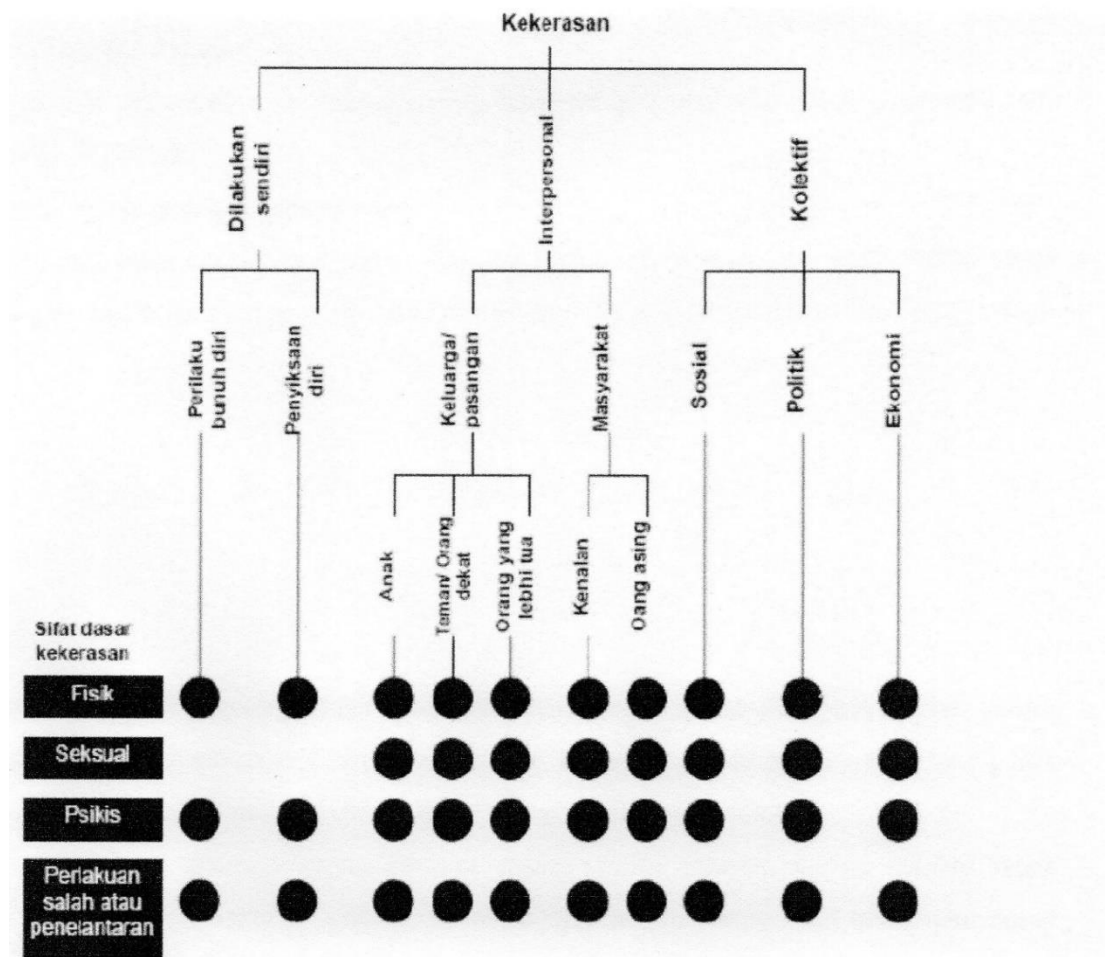 Kekerasan
Dilakukan
sendiri
Interpersonal
Kolektif
Perilaku
bunuh diri
Penyiksaan
diri
Keluarga/
pasangan
Masyarakat
Sosial
Politik
Ekonomi
Anak
Teman/ Orang
dekat
Orang yang
lebhi tua
Kenalan
Oang asing
Sifat dasar
kekerasan
Fisik
Seksual
Psikis
Perlakuan
salah atau
penelantaran